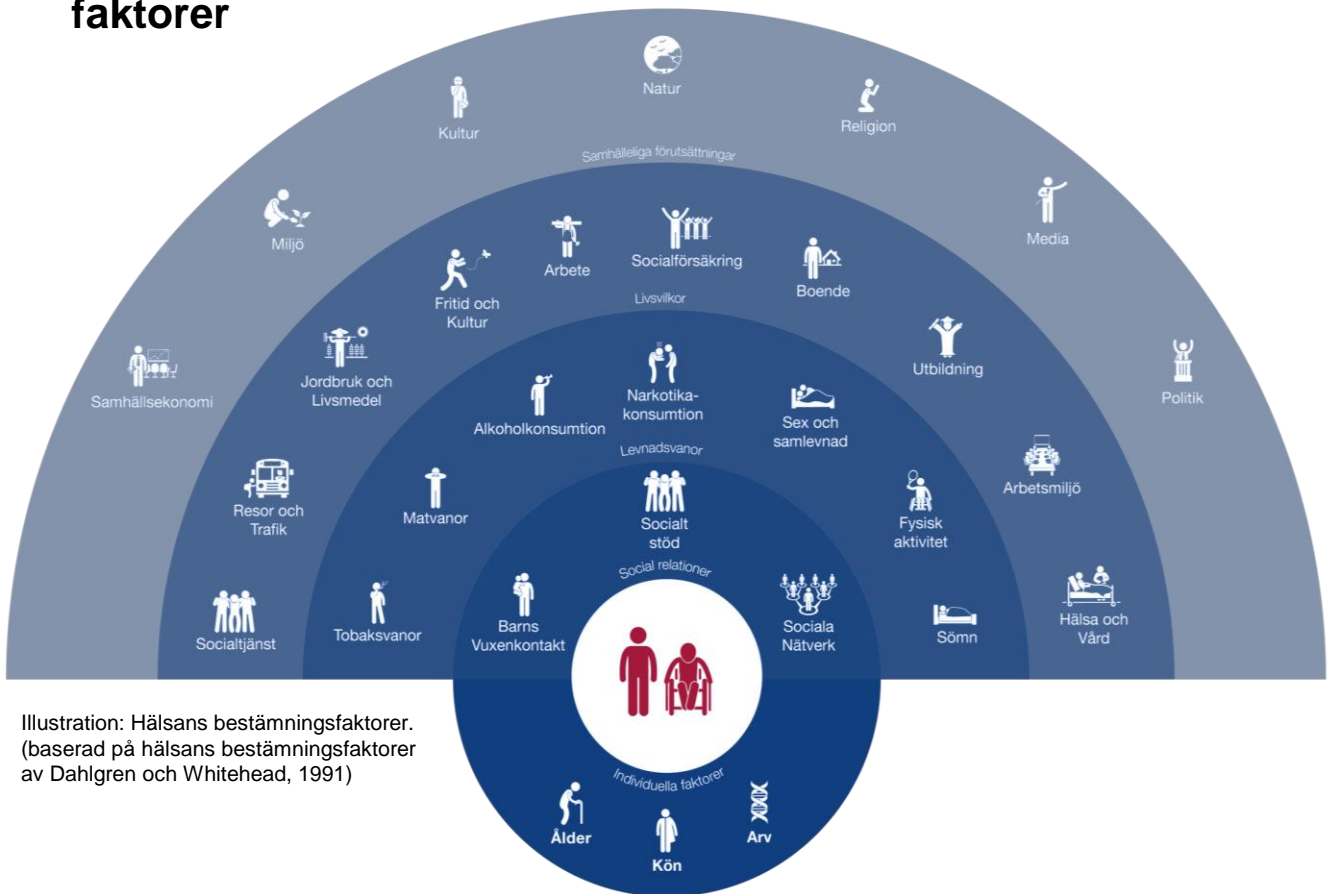 faktorer
Natur
Kultur
Religion
Samhälleliga förutsättningar
Miljö
Media
Arbete
Socialförsäkring
Boende
Fritid och
Kultur
Livsvilkor
Utbildning
Jordbruk och
Livsmedel
Samhällsekonomi
Politik
Alkoholkonsumtion
Narkotika-
konsumtion
Sex och
samlevnad
Levnadsvanor
Resor och
Trafik
Matvanor
Arbetsmiljö
Socialt
stöd
Fysisk
aktivitet
Social relationer
Socialtjänst
Tobaksvanor
Barns
Vuxenkontakt
Sociala
Nätverk
Sömn
Hälsa och
Vård
Illustration: Hälsans bestämningsfaktorer.
(baserad på hälsans bestämningsfaktorer
av Dahlgren och Whitehead, 1991)
Individuella faktorer
Ålder
Kön
Arv